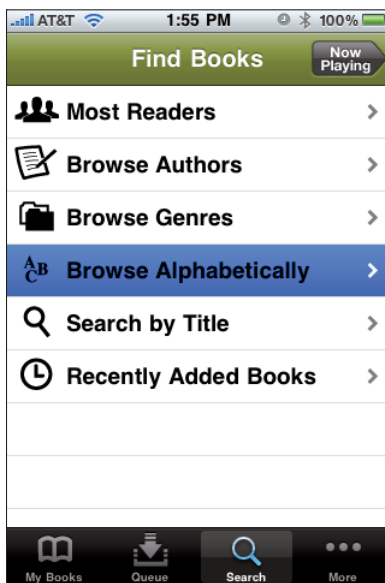 AT&T 1:55 PM 100%
Find Books
Now
Playing
Most Readers
Browse Authors
Browse Genres
A B C Browse Alphabetically
Search by Title
Recently Added Books
My Books Queue Search More